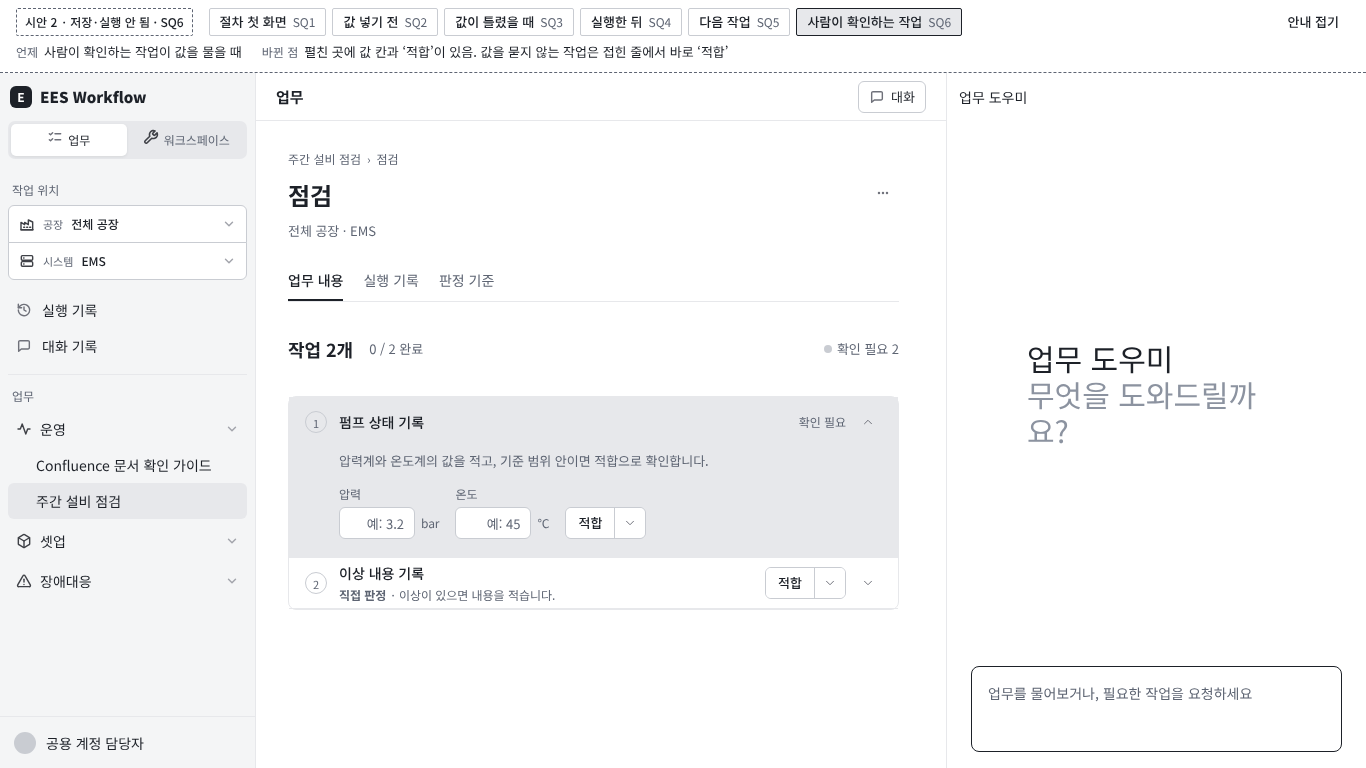 시안 2 · 저장·실행 안 됨 · SQ6
절차 첫 화면 SQ1
값 넣기 전 SQ2
값이 틀렸을 때 SQ3
실행한 뒤 SQ4
다음 작업 SQ5
사람이 확인하는 작업 SQ6
안내 접기
언제 사람이 확인하는 작업이 값을 물을 때
바뀐 점 펼친 곳에 값 칸과 ‘적합’이 있음. 값을 묻지 않는 작업은 접힌 줄에서 바로 ‘적합’
E EES Workflow
업무
워크스페이스
작업 위치
공장 전체 공장
시스템 EMS
실행 기록
대화 기록
업무
운영
Confluence 문서 확인 가이드
주간 설비 점검
셋업
장애대응
공용 계정 담당자
업무
대화
주간 설비 점검 › 점검
점검
···
전체 공장 · EMS
업무 내용
실행 기록
판정 기준
작업 2개 0 / 2 완료
확인 필요 2
1 펌프 상태 기록
확인 필요
압력계와 온도계의 값을 적고, 기준 범위 안이면 적합으로 확인합니다.
압력
온도
예: 3.2 bar
예: 45 °C
적합
2 이상 내용 기록
직접 판정 · 이상이 있으면 내용을 적습니다.
적합
업무 도우미
업무 도우미
무엇을 도와드릴까
요?
업무를 물어보거나, 필요한 작업을 요청하세요